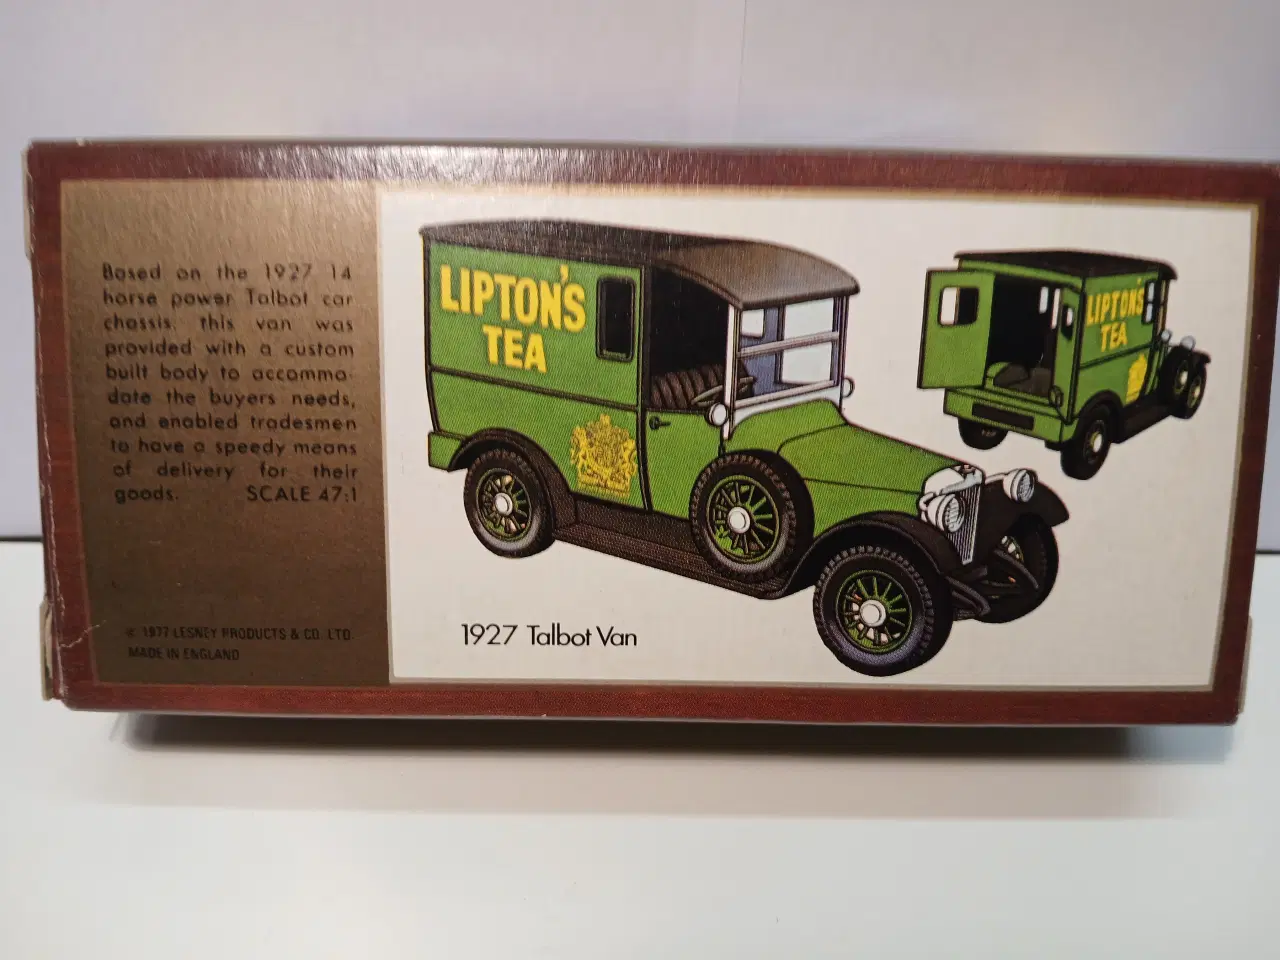 Based on the 1927 14
horse power Talbot car
chassis, this van was
provided with a custom
built body to accommo
date the buyers needs,
and enabled tradesmen
to have a speedy means
of delivery for their
goods. SCALE 47:1
© 1977 LESNEY PRODUCTS & CO. LTD.
MADE IN ENGLAND
LIPTON'S
TEA
LIPTON'S
TEA
1927 Talbot Van